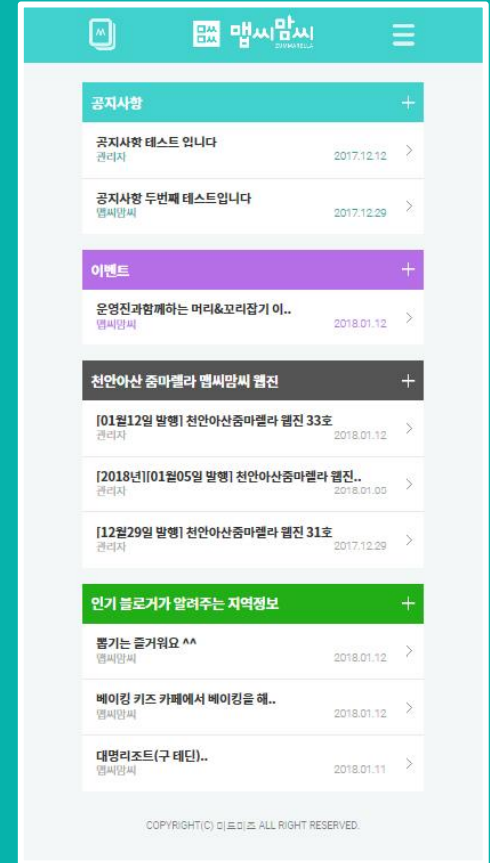 맵씨맘씨
ZUMMARELLA
공지사항
공지사항 테스트 입니다
관리자
2017.12.12
공지사항 두번째 테스트입니다
맵씨맘씨
2017.12.29
이벤트
운영진과함께하는 머리&꼬리잡기 이..
맵씨맘씨
2018.01.12
천안아산 줌마렐라 맵씨맘씨 웹진
[01월12일 발행] 천안아산줌마렐라 웹진 33호
관리자
2018.01.12
[2018년][01월05일 발행] 천안아산줌마렐라 웹진..
관리자
2018.01.05
[12월29일 발행] 천안아산줌마렐라 웹진 31호
관리자
2017.12.29
인기 블로거가 알려주는 지역정보
뽑기는 즐거워요 ^^
맵씨맘씨
2018.01.12
베이킹 키즈 카페에서 베이킹을 해..
맵씨맘씨
2018.01.12
대명리조트(구 테딘)..
맵씨맘씨
2018.01.11
COPYRIGHT(C) 미프미즈 ALL RIGHT RESERVED.